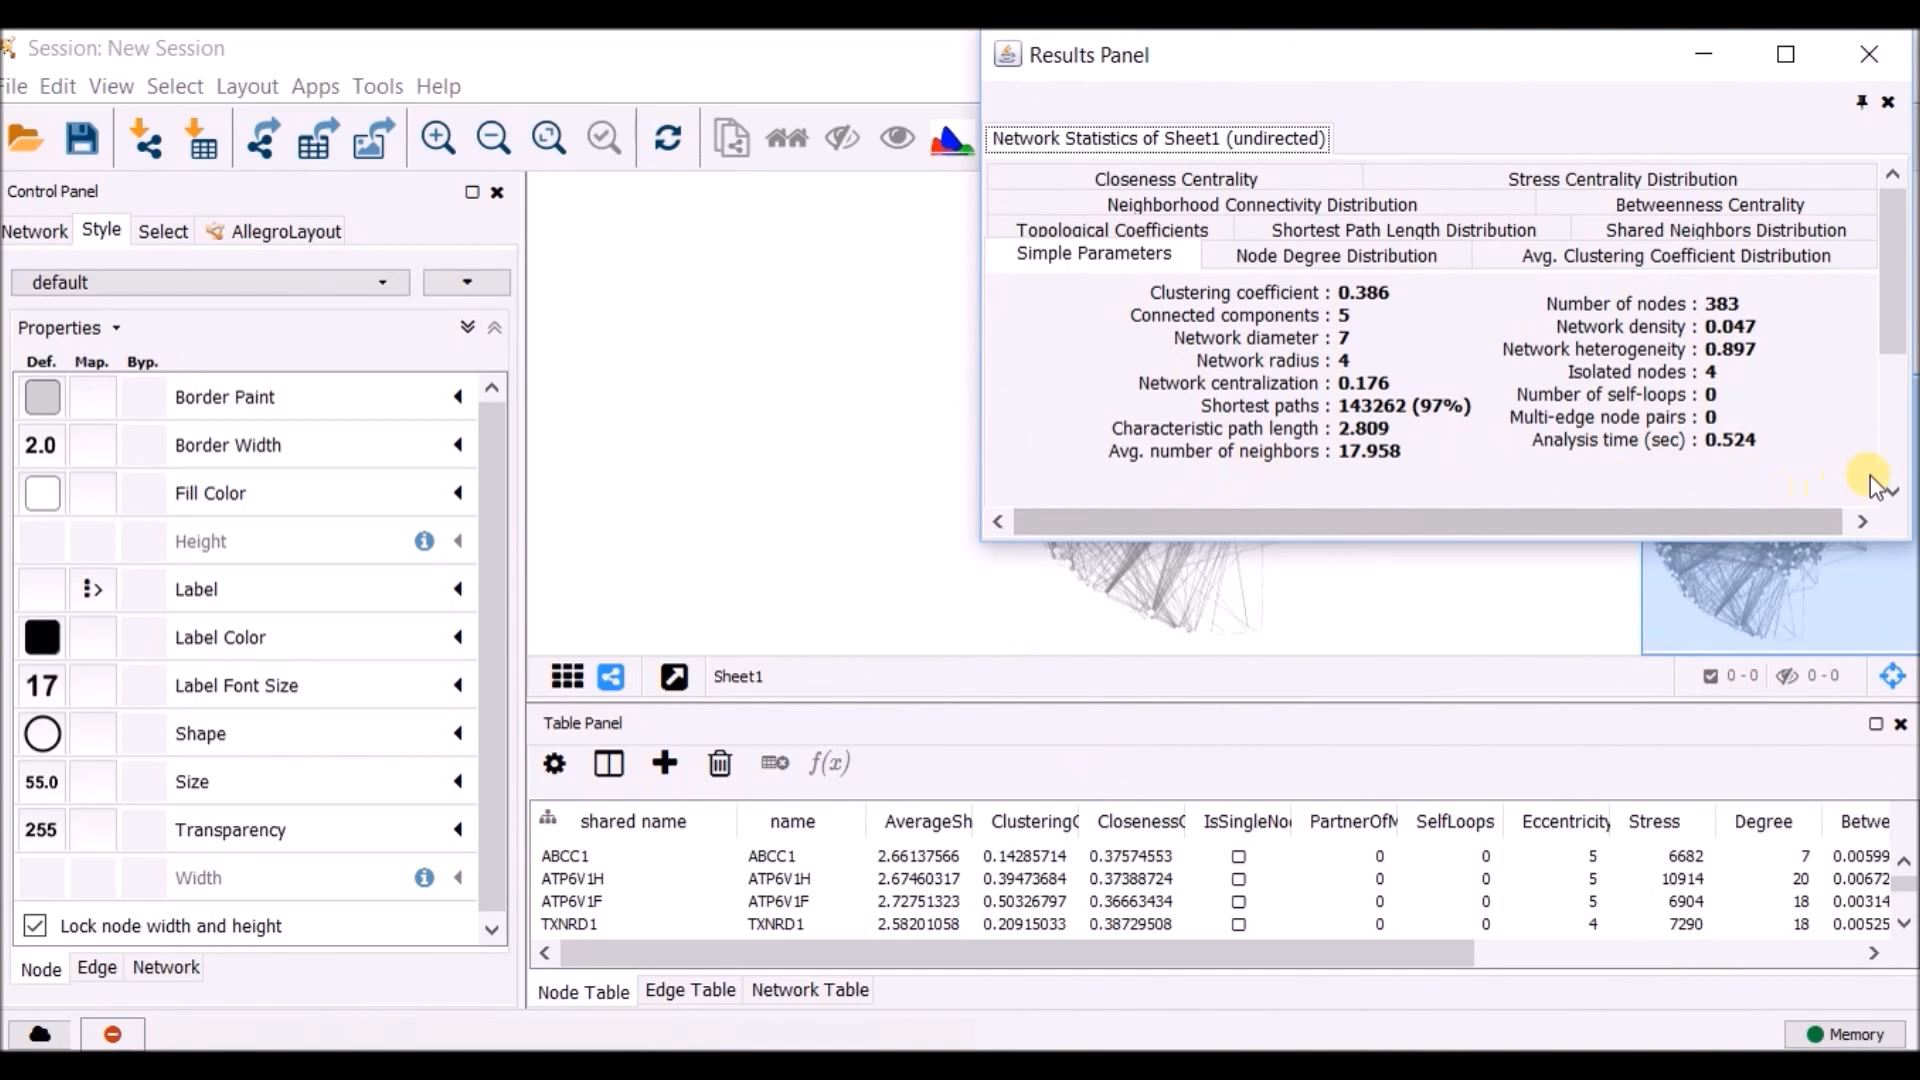 Session: New Session
File Edit View Select Layout Apps Tools Help
Control Panel
Network Style Select AllegroLayout
default
Properties
Def. Map. Byp.
Border Paint
2.0 Border Width
Fill Color
Height
Label
Label Color
17 Label Font Size
Shape
55.0 Size
255 Transparency
Width
Lock node width and height
Node Edge Network
Results Panel
Network Statistics of Sheet1 (undirected)
Closeness Centrality Stress Centrality Distribution
Neighborhood Connectivity Distribution Betweenness Centrality
Topological Coefficients Shortest Path Length Distribution Shared Neighbors Distribution
Simple Parameters Node Degree Distribution Avg. Clustering Coefficient Distribution
Clustering coefficient : 0.386
Connected components : 5
Network diameter : 7
Network radius : 4
Network centralization : 0.176
Shortest paths : 143262 (97%)
Characteristic path length : 2.809
Avg. number of neighbors : 17.958
Number of nodes : 383
Network density : 0.047
Network heterogeneity : 0.897
Isolated nodes : 4
Number of self-loops : 0
Multi-edge node pairs : 0
Analysis time (sec) : 0.524
Sheet1 0 - 0 0 - 0
Table Panel
f(x)
shared name name AverageSh ClusteringC ClosenessC IsSingleNo PartnerOfM SelfLoops Eccentricity Stress Degree Betwe
ABCC1 ABCC1 2.66137566 0.14285714 0.37574553 0 0 5 6682 7 0.00599
ATP6V1H ATP6V1H 2.67460317 0.39473684 0.37388724 0 0 5 10914 20 0.00672
ATP6V1F ATP6V1F 2.72751323 0.50326797 0.36663434 0 0 5 6904 18 0.00314
TXNRD1 TXNRD1 2.58201058 0.20915033 0.38729508 0 0 4 7290 18 0.00525
Node Table Edge Table Network Table
Memory